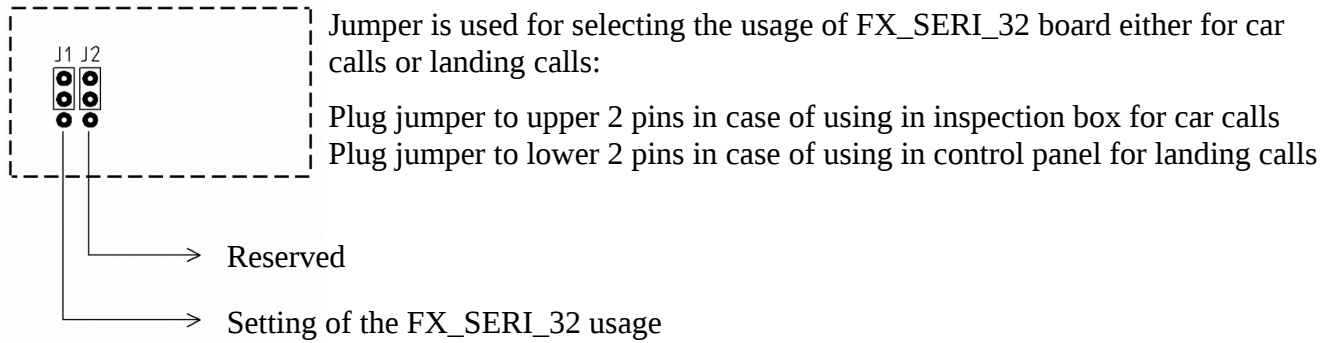 J1 J2
Jumper is used for selecting the usage of FX_SERI_32 board either for car
calls or landing calls:
Plug jumper to upper 2 pins in case of using in inspection box for car calls
Plug jumper to lower 2 pins in case of using in control panel for landing calls
Reserved
Setting of the FX_SERI_32 usage